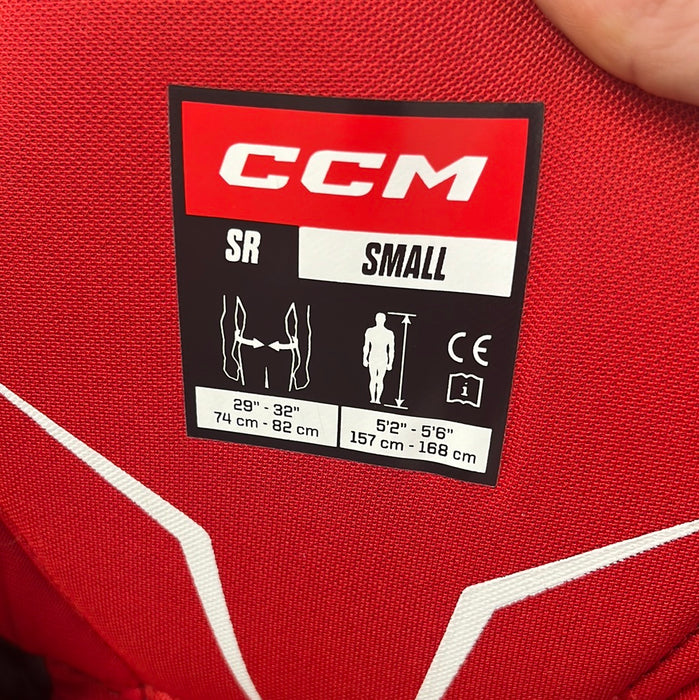 CCM
SR SMALL
CE
i
29" - 32"
74 cm - 82 cm
5'2" - 5'6"
157 cm - 168 cm